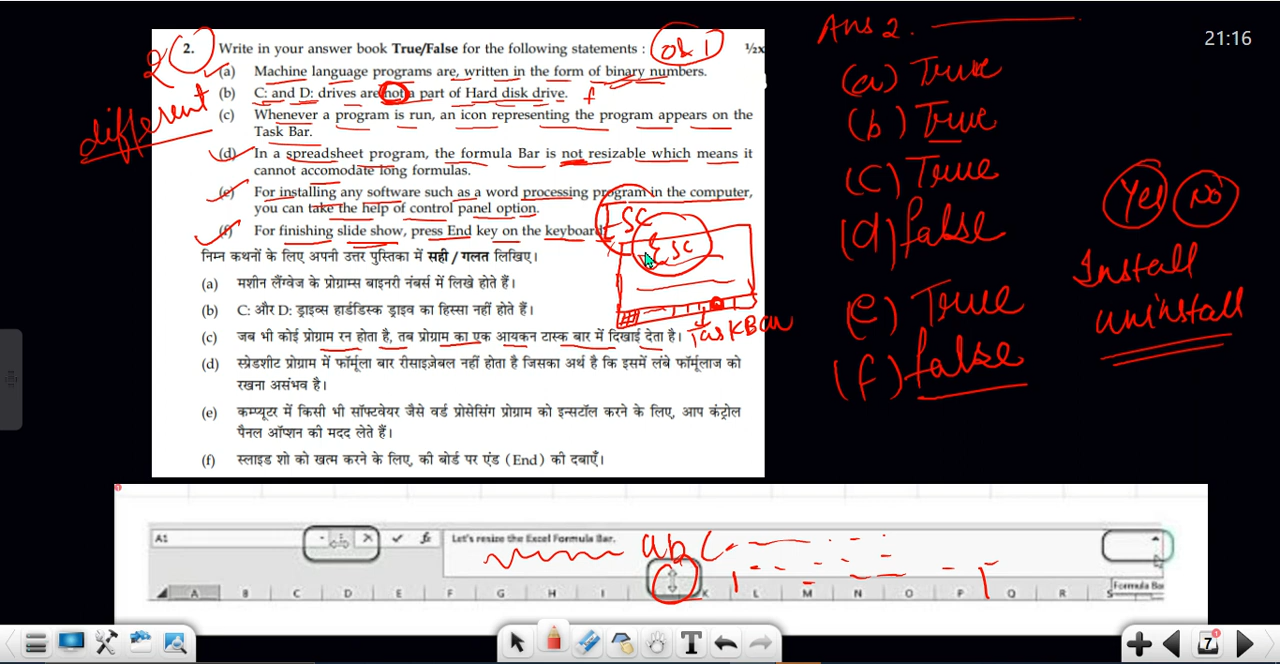 Ans 2.
21:16
2. Write in your answer book True/False for the following statements : ½x
OR 1
2
different
(a) Machine language programs are, written in the form of binary numbers.
(b) C: and D: drives are not a part of Hard disk drive. f
(c) Whenever a program is run, an icon representing the program appears on the
Task Bar.
(d) In a spreadsheet program, the formula Bar is not resizable which means it
cannot accomodate long formulas.
(e) For installing any software such as a word processing program in the computer,
you can take the help of control panel option.
(f) For finishing slide show, press End key on the keyboard.
ESC
ESC
TasKBar
निम्न कथनों के लिए अपनी उत्तर पुस्तिका में सही / गलत लिखिए।
(a) मशीन लैंग्वेज के प्रोग्राम्स बाइनरी नंबर्स में लिखे होते हैं।
(b) C: और D: ड्राइव्स हार्डडिस्क ड्राइव का हिस्सा नहीं होते हैं।
(c) जब भी कोई प्रोग्राम रन होता है, तब प्रोग्राम का एक आयकन टास्क बार में दिखाई देता है।
(d) स्प्रेडशीट प्रोग्राम में फॉर्मूला बार रीसाइज़ेबल नहीं होता है जिसका अर्थ है कि इसमें लंबे फॉर्मूलाज को
रखना असंभव है।
(e) कम्प्यूटर में किसी भी सॉफ्टवेयर जैसे वर्ड प्रोसेसिंग प्रोग्राम को इन्सटॉल करने के लिए, आप कंट्रोल
पैनल ऑप्शन की मदद लेते हैं।
(f) स्लाइड शो को खत्म करने के लिए, की बोर्ड पर एंड (End) की दबाएँ।
(a) True
(b) True
(c) True
(d) false
(e) True
(f) false
Yes No
Install
uninstall
A1 fx Let's resize the Excel Formula Bar. abc
Formula Bar
A B C D E F G H I K L M N O P Q R S
T
7